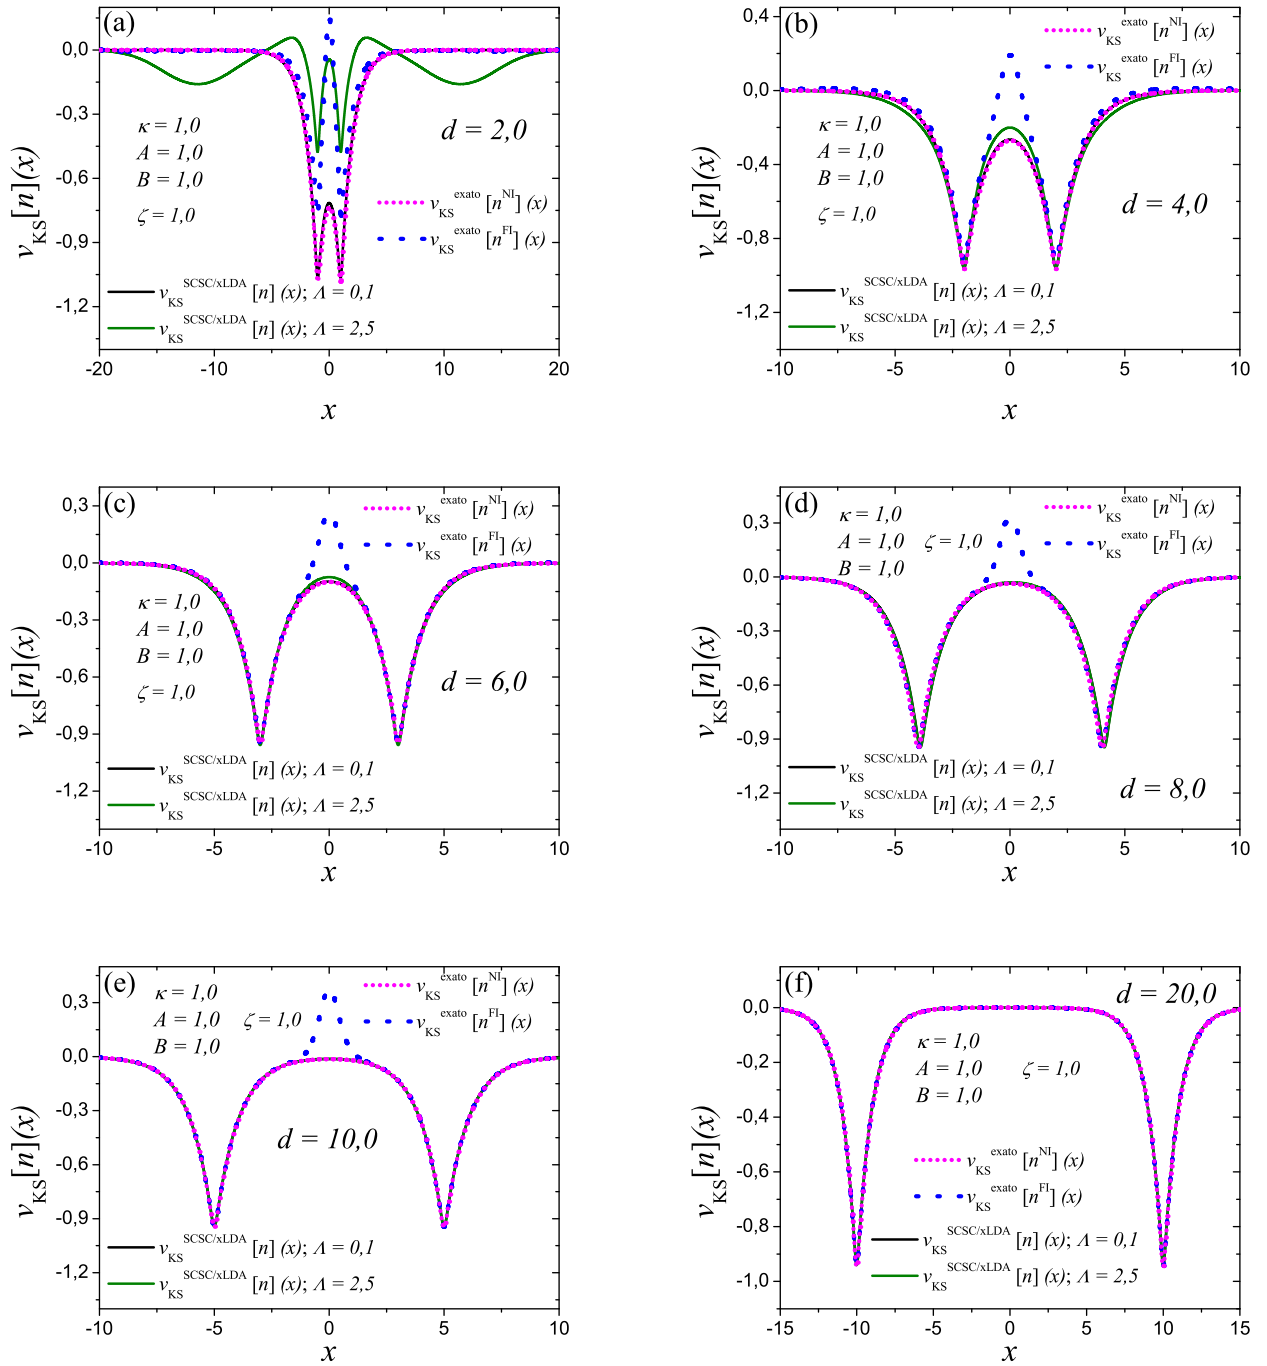 (a)
0,0
-0,3
-0,6
-0,9
-1,2
v_KS[n](x)
κ = 1,0
A = 1,0
B = 1,0
ζ = 1,0
d = 2,0
v_KS^exato [n^NI] (x)
v_KS^exato [n^FI] (x)
v_KS^SCSC/xLDA [n] (x); Λ = 0,1
v_KS^SCSC/xLDA [n] (x); Λ = 2,5
-20 -10 0 10 20
x
(b)
0,4
0,0
-0,4
-0,8
-1,2
v_KS[n](x)
v_KS^exato [n^NI] (x)
v_KS^exato [n^FI] (x)
κ = 1,0
A = 1,0
B = 1,0
ζ = 1,0
d = 4,0
v_KS^SCSC/xLDA [n] (x); Λ = 0,1
v_KS^SCSC/xLDA [n] (x); Λ = 2,5
-10 -5 0 5 10
x
(c)
0,3
0,0
-0,3
-0,6
-0,9
-1,2
v_KS[n](x)
v_KS^exato [n^NI] (x)
v_KS^exato [n^FI] (x)
κ = 1,0
A = 1,0
B = 1,0
ζ = 1,0
d = 6,0
v_KS^SCSC/xLDA [n] (x); Λ = 0,1
v_KS^SCSC/xLDA [n] (x); Λ = 2,5
-10 -5 0 5 10
x
(d)
0,3
0,0
-0,3
-0,6
-0,9
-1,2
v_KS[n](x)
κ = 1,0
A = 1,0 ζ = 1,0
B = 1,0
v_KS^exato [n^NI] (x)
v_KS^exato [n^FI] (x)
v_KS^SCSC/xLDA [n] (x); Λ = 0,1
v_KS^SCSC/xLDA [n] (x); Λ = 2,5
d = 8,0
-10 -5 0 5 10
x
(e)
0,3
0,0
-0,3
-0,6
-0,9
-1,2
v_KS[n](x)
κ = 1,0
A = 1,0 ζ = 1,0
B = 1,0
v_KS^exato [n^NI] (x)
v_KS^exato [n^FI] (x)
d = 10,0
v_KS^SCSC/xLDA [n] (x); Λ = 0,1
v_KS^SCSC/xLDA [n] (x); Λ = 2,5
-10 -5 0 5 10
x
(f)
0,0
-0,2
-0,4
-0,6
-0,8
-1,0
v_KS[n](x)
d = 20,0
κ = 1,0
A = 1,0 ζ = 1,0
B = 1,0
v_KS^exato [n^NI] (x)
v_KS^exato [n^FI] (x)
v_KS^SCSC/xLDA [n] (x); Λ = 0,1
v_KS^SCSC/xLDA [n] (x); Λ = 2,5
-15 -10 -5 0 5 10 15
x